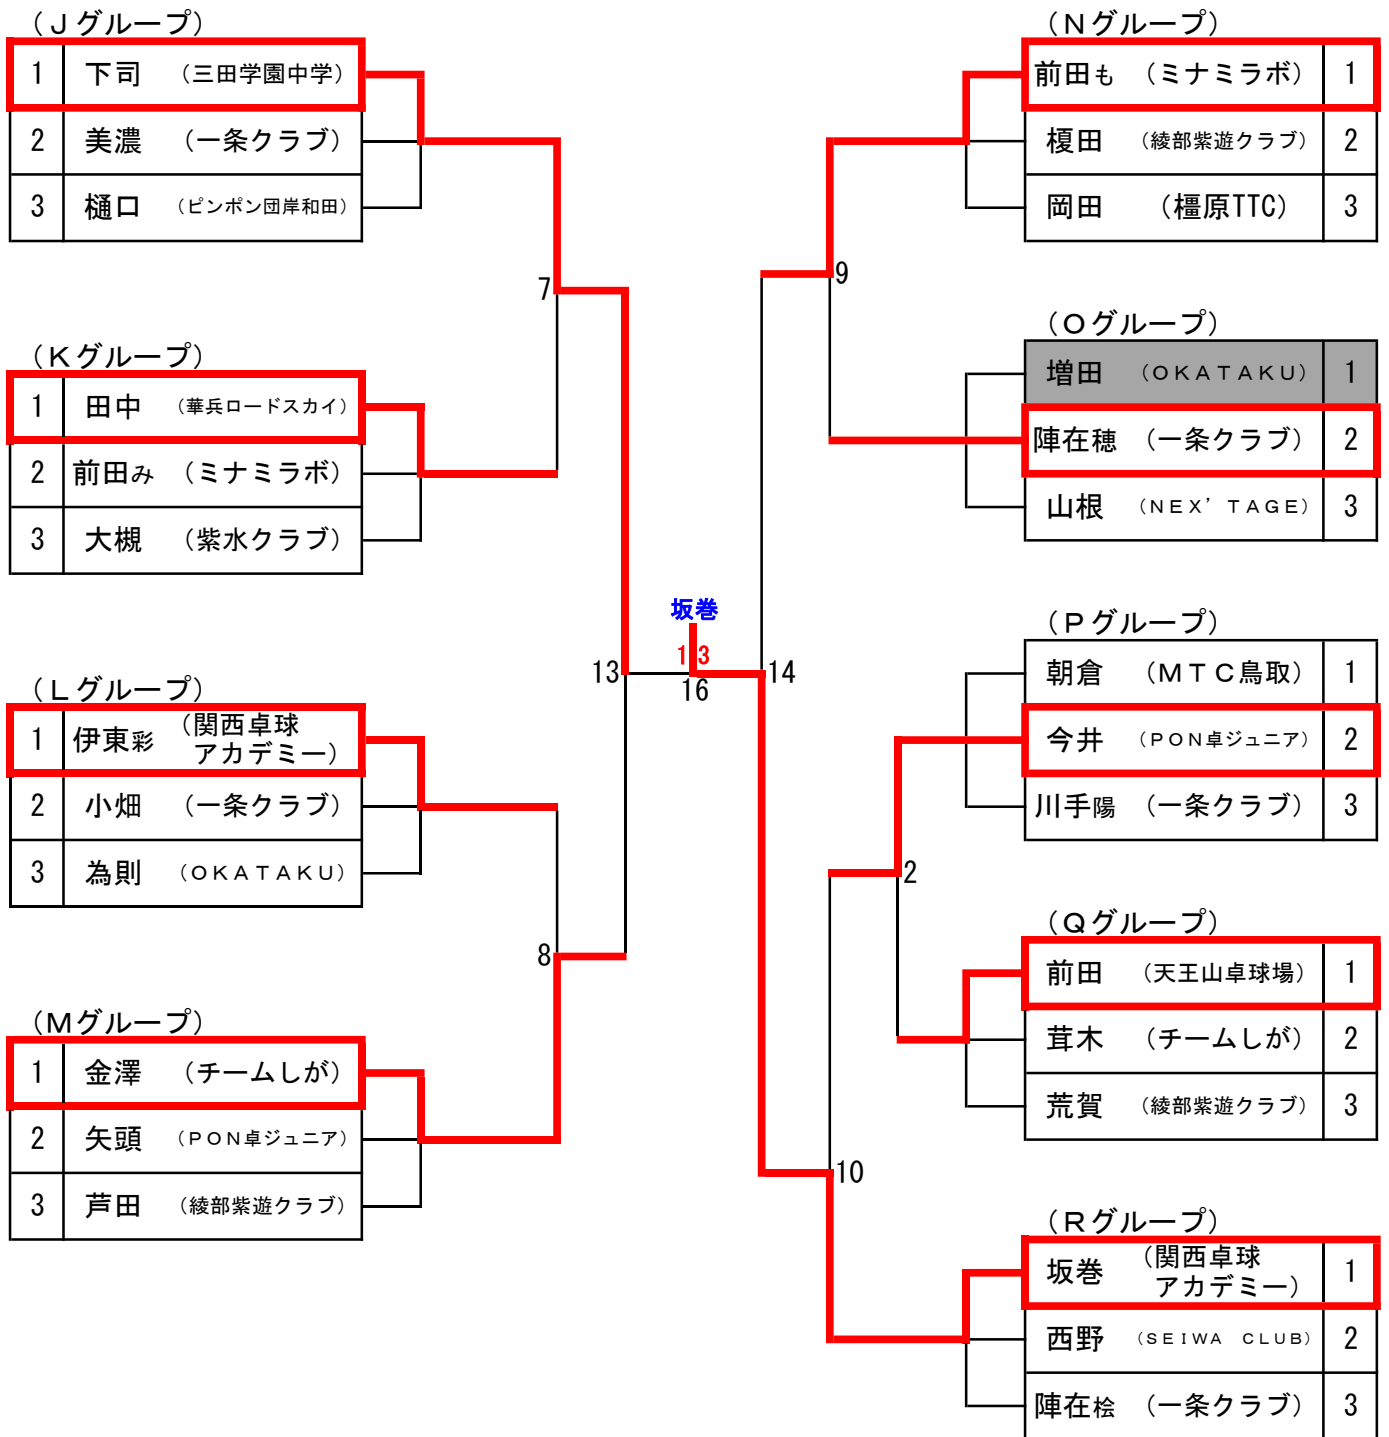 （Ｊグループ）
1 下司 （三田学園中学）
2 美濃 （一条クラブ）
3 樋口 （ピンポン団岸和田）
7
（Ｋグループ）
1 田中 （華兵ロードスカイ）
2 前田み （ミナミラボ）
3 大槻 （紫水クラブ）
（Ｌグループ）
1 伊東彩 （関西卓球
アカデミー）
2 小畑 （一条クラブ）
3 為則 （ＯＫＡＴＡＫＵ）
8
（Ｍグループ）
1 金澤 （チームしが）
2 矢頭 （ＰＯＮ卓ジュニア）
3 芦田 （綾部紫遊クラブ）
坂巻
1 3
13
16
14
（Ｎグループ）
前田も （ミナミラボ） 1
榎田 （綾部紫遊クラブ） 2
岡田 （橿原TTC） 3
9
（Ｏグループ）
増田 （ＯＫＡＴＡＫＵ） 1
陣在穂 （一条クラブ） 2
山根 （ＮＥＸ’ＴＡＧＥ） 3
（Ｐグループ）
朝倉 （ＭＴＣ鳥取） 1
今井 （ＰＯＮ卓ジュニア） 2
川手陽 （一条クラブ） 3
2
（Ｑグループ）
前田 （天王山卓球場） 1
茸木 （チームしが） 2
荒賀 （綾部紫遊クラブ） 3
10
（Ｒグループ）
坂巻 （関西卓球
アカデミー） 1
西野 （ＳＥＩＷＡ　ＣＬＵＢ） 2
陣在桧 （一条クラブ） 3